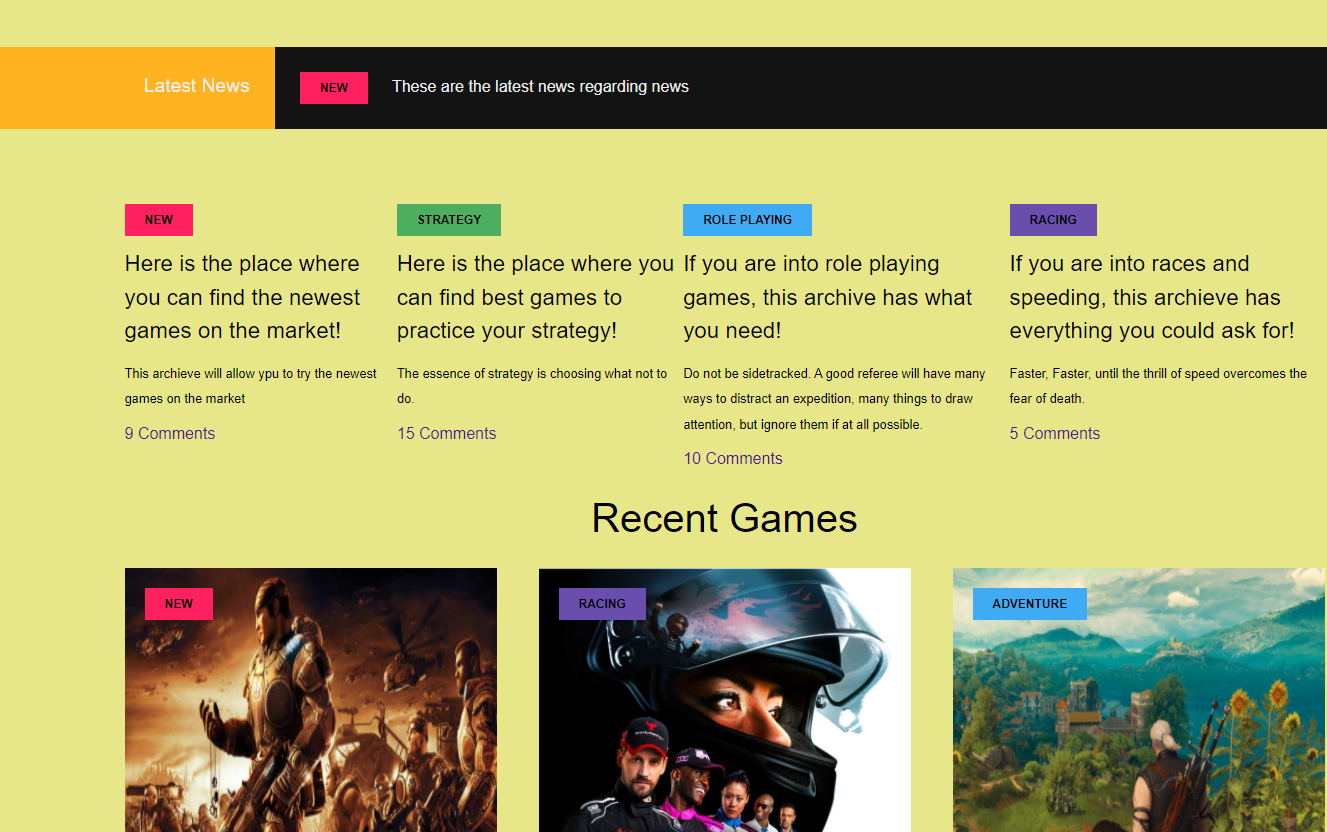 Latest News
NEW
These are the latest news regarding news
NEW
Here is the place where
you can find the newest
games on the market!
This archieve will allow ypu to try the newest
games on the market
9 Comments
STRATEGY
Here is the place where you
can find best games to
practice your strategy!
The essence of strategy is choosing what not to
do.
15 Comments
ROLE PLAYING
If you are into role playing
games, this archive has what
you need!
Do not be sidetracked. A good referee will have many
ways to distract an expedition, many things to draw
attention, but ignore them if at all possible.
10 Comments
RACING
If you are into races and
speeding, this archieve has
everything you could ask for!
Faster, Faster, until the thrill of speed overcomes the
fear of death.
5 Comments
Recent Games
NEW
RACING
ADVENTURE